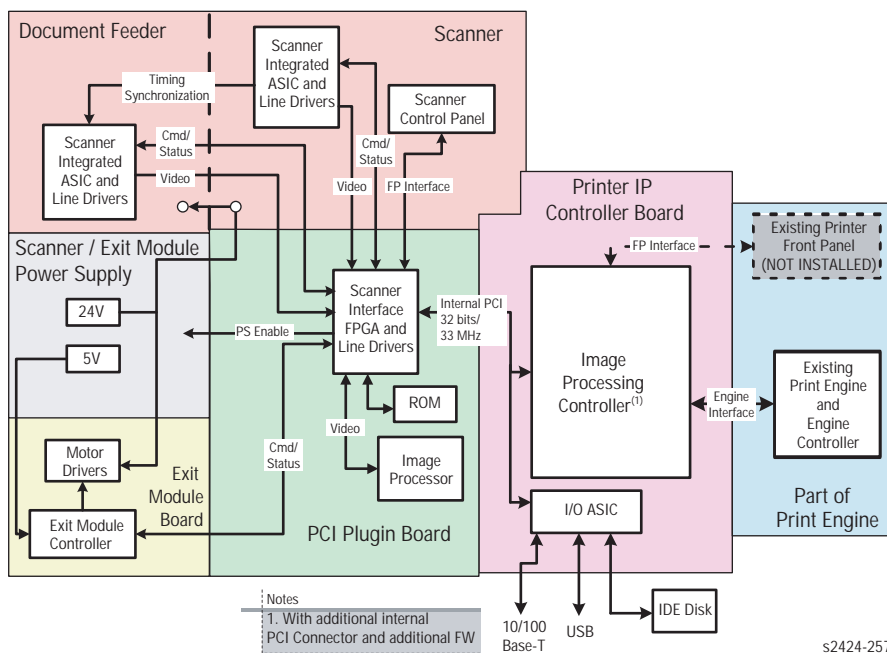 Document Feeder
Scanner
Timing
Synchronization
Scanner
Integrated
ASIC and
Line Drivers
Scanner
Control Panel
Scanner
Integrated
ASIC and
Line Drivers
Cmd/
Status
Video
Cmd/
Status
Video
FP Interface
Printer IP
Controller Board
FP Interface
Existing Printer
Front Panel
(NOT INSTALLED)
Scanner / Exit Module
Power Supply
24V
5V
PS Enable
Scanner
Interface
FPGA and
Line Drivers
Internal PCI
32 bits/
33 MHz
Image
Processing
Controller(1)
Engine
Interface
Existing
Print Engine
and
Engine
Controller
ROM
Video
Cmd/
Status
Image
Processor
Motor
Drivers
Exit
Module
Board
Exit Module
Controller
PCI Plugin Board
I/O ASIC
Part of
Print Engine
10/100
Base-T
USB
IDE Disk
Notes
1. With additional internal
PCI Connector and additional FW
s2424-257